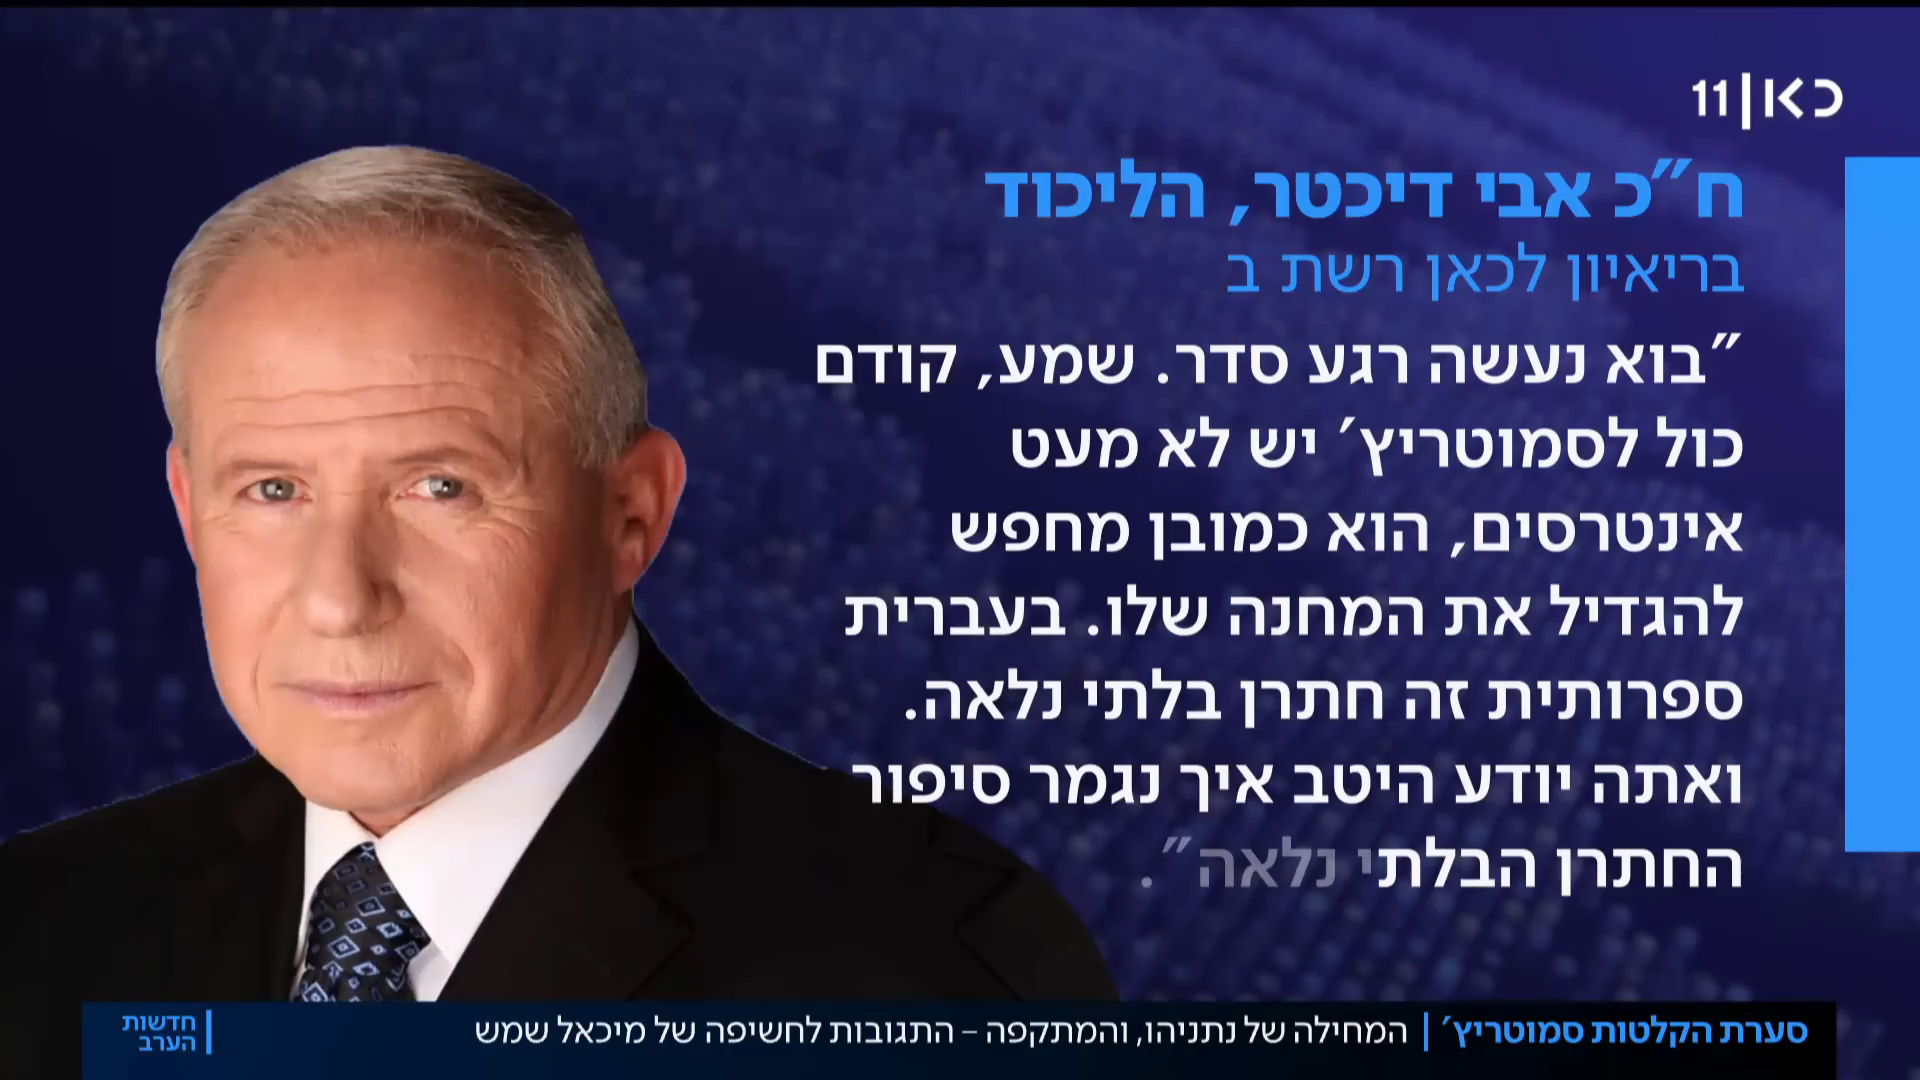 כאן 11
ח"כ אבי דיכטר, הליכוד
בריאיון לכאן רשת ב
"בוא נעשה רגע סדר. שמע, קודם
כול לסמוטריץ' יש לא מעט
אינטרסים, הוא כמובן מחפש
להגדיל את המחנה שלו. בעברית
ספרותית זה חתרן בלתי נלאה.
ואתה יודע היטב איך נגמר סיפור
החתרן הבלתי נלאה".
סערת הקלטות סמוטריץ' | המחילה של נתניהו, והמתקפה – התגובות לחשיפה של מיכאל שמש
חדשות
הערב